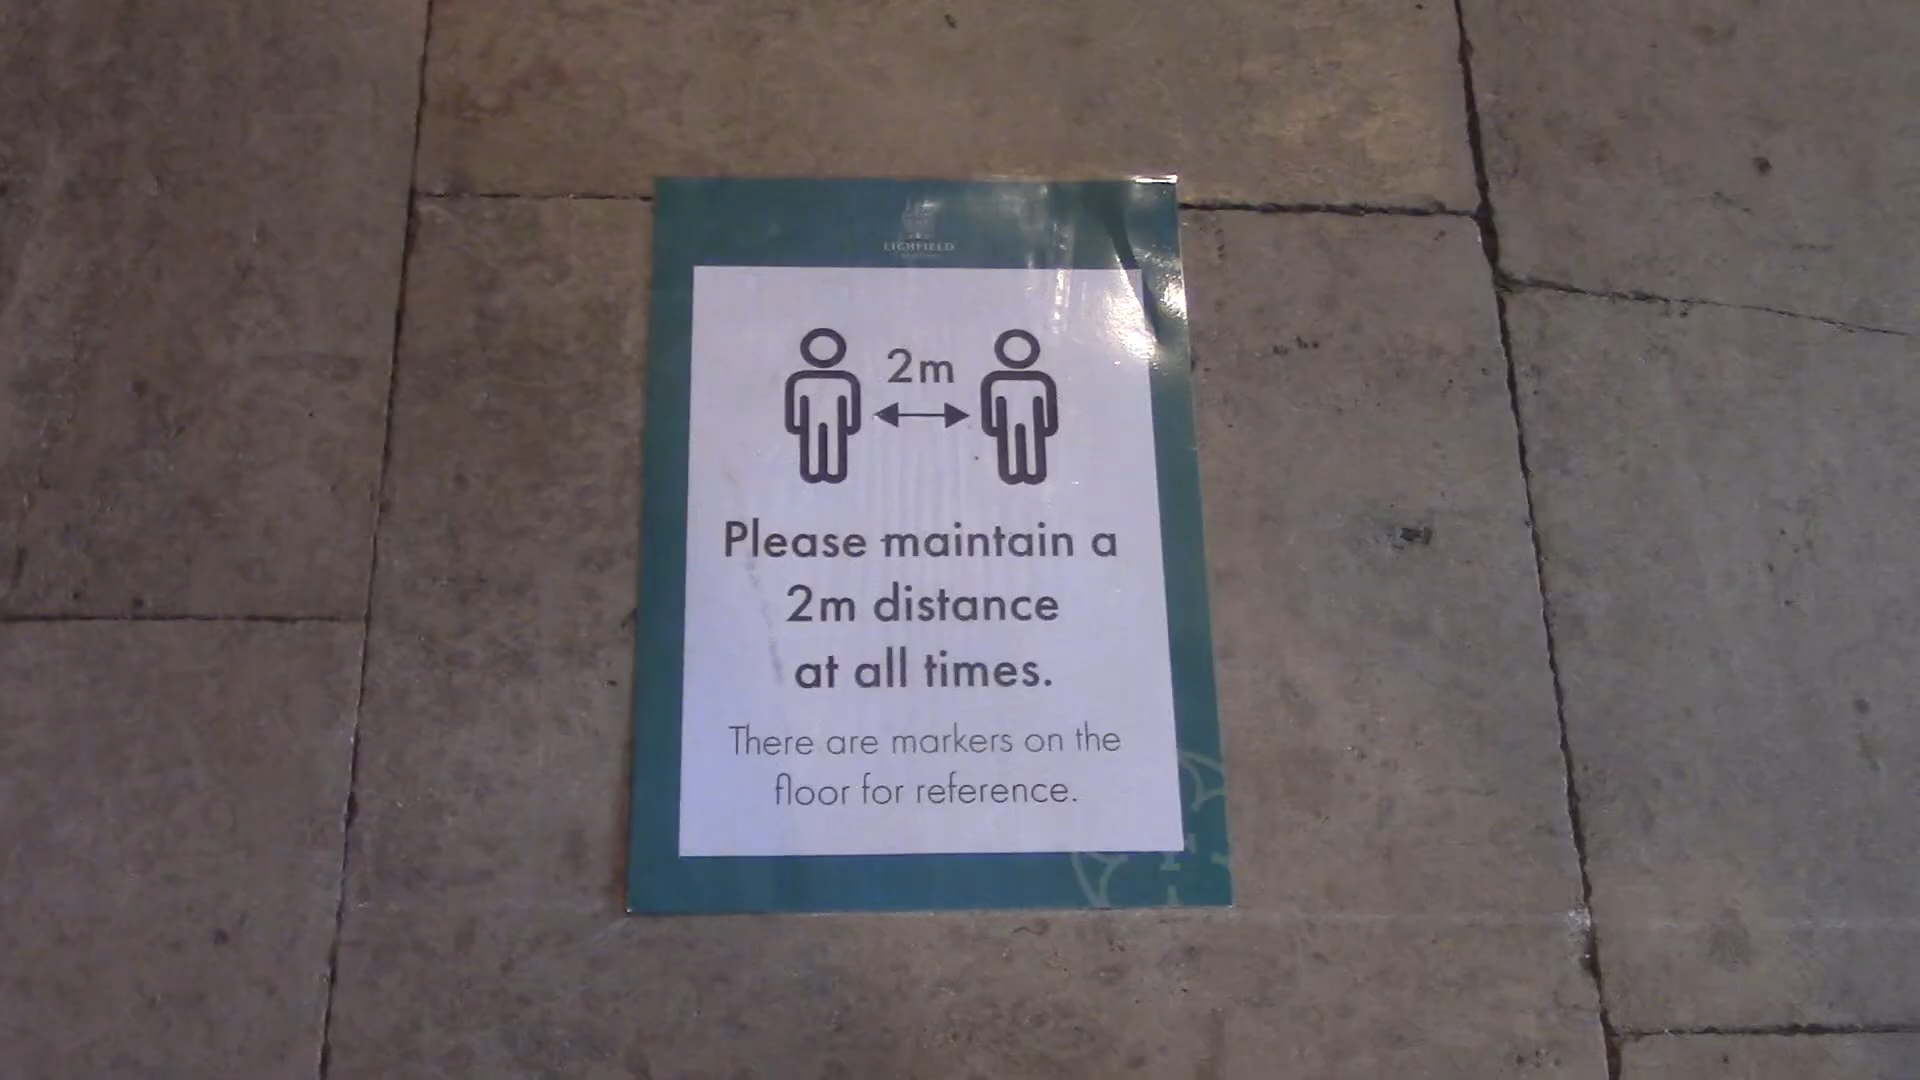 LICHFIELD
2m
Please maintain a
2m distance
at all times.
There are markers on the
floor for reference.